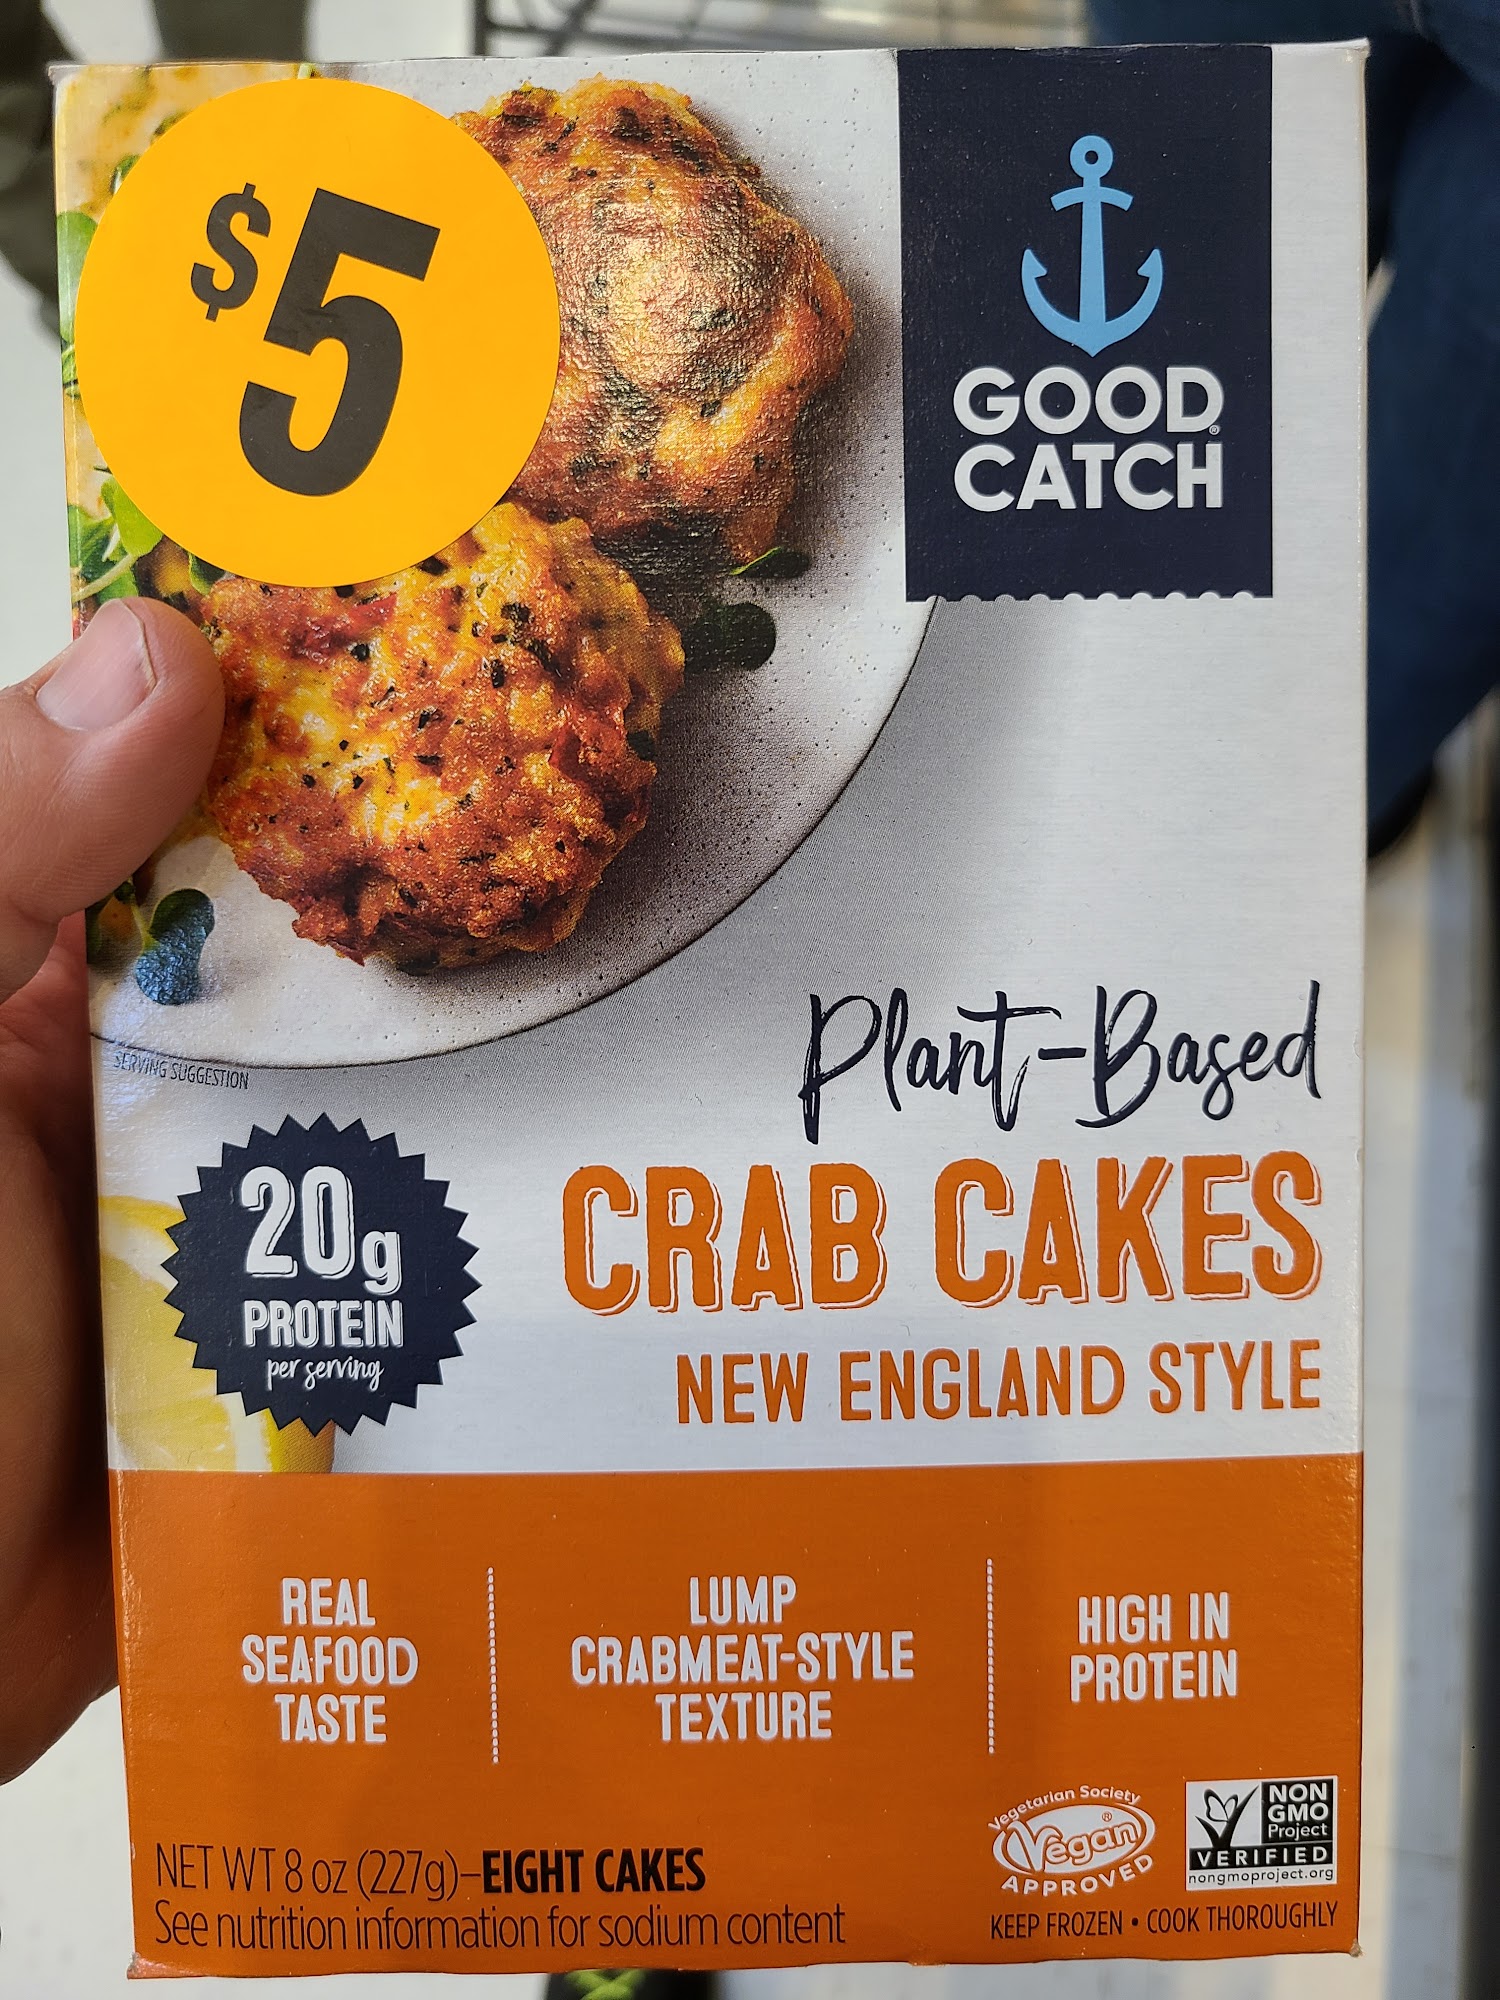 $5
GOOD®
CATCH
Plant-Based
CRAB CAKES
NEW ENGLAND STYLE
SERVING SUGGESTION
20g
PROTEIN
per serving
REAL
SEAFOOD
TASTE
LUMP
CRABMEAT-STYLE
TEXTURE
HIGH IN
PROTEIN
NET WT 8 oz (227g)–EIGHT CAKES
See nutrition information for sodium content
Vegetarian Society
Vegan®
APPROVED
NON
GMO
Project
VERIFIED
nongmoproject.org
KEEP FROZEN • COOK THOROUGHLY